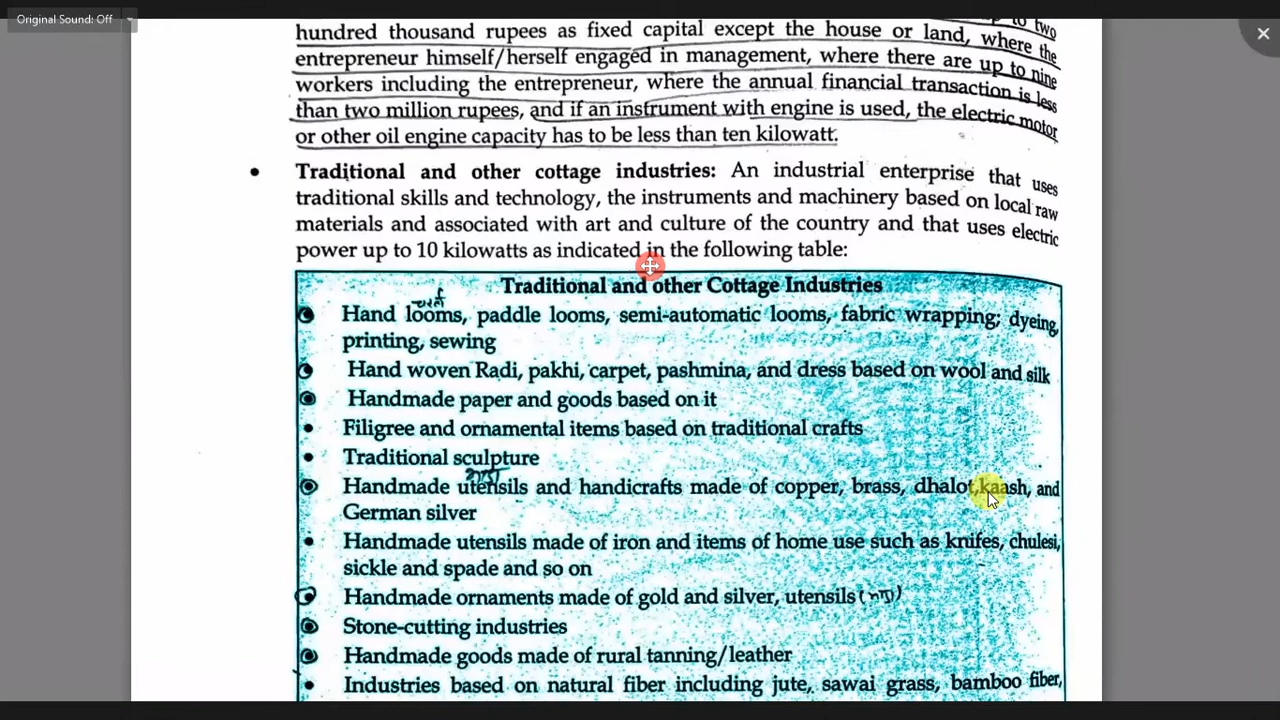 Original Sound: Off
to two
hundred thousand rupees as fixed capital except the house or land, where the
entrepreneur himself/herself engaged in management, where there are up to nine
workers including the entrepreneur, where the annual financial transaction is less
than two million rupees, and if an instrument with engine is used, the electric motor
or other oil engine capacity has to be less than ten kilowatt.
• Traditional and other cottage industries: An industrial enterprise that uses
traditional skills and technology, the instruments and machinery based on local raw
materials and associated with art and culture of the country and that uses electric
power up to 10 kilowatts as indicated in the following table:
Traditional and other Cottage Industries
• Hand looms, paddle looms, semi-automatic looms, fabric wrapping; dyeing,
printing, sewing
• Hand woven Radi, pakhi, carpet, pashmina, and dress based on wool and silk
• Handmade paper and goods based on it
• Filigree and ornamental items based on traditional crafts
• Traditional sculpture
• Handmade utensils and handicrafts made of copper, brass, dhalot,kaash, and
German silver
• Handmade utensils made of iron and items of home use such as knifes, chulesi,
sickle and spade and so on
• Handmade ornaments made of gold and silver, utensils
• Stone-cutting industries
• Handmade goods made of rural tanning/leather
• Industries based on natural fiber including jute, sawai grass, bamboo fiber,